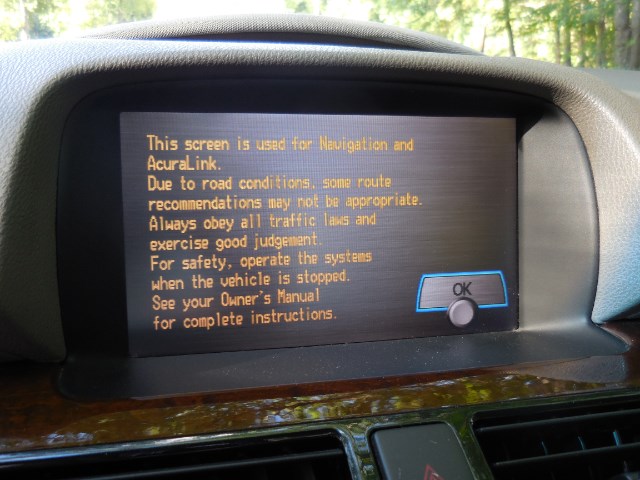 This screen is used for Navigation and
AcuraLink.
Due to road conditions, some route
recommendations may not be appropriate.
Always obey all traffic laws and
exercise good judgement.
For safety, operate the systems
when the vehicle is stopped.
See your Owner's Manual
for complete instructions.
OK